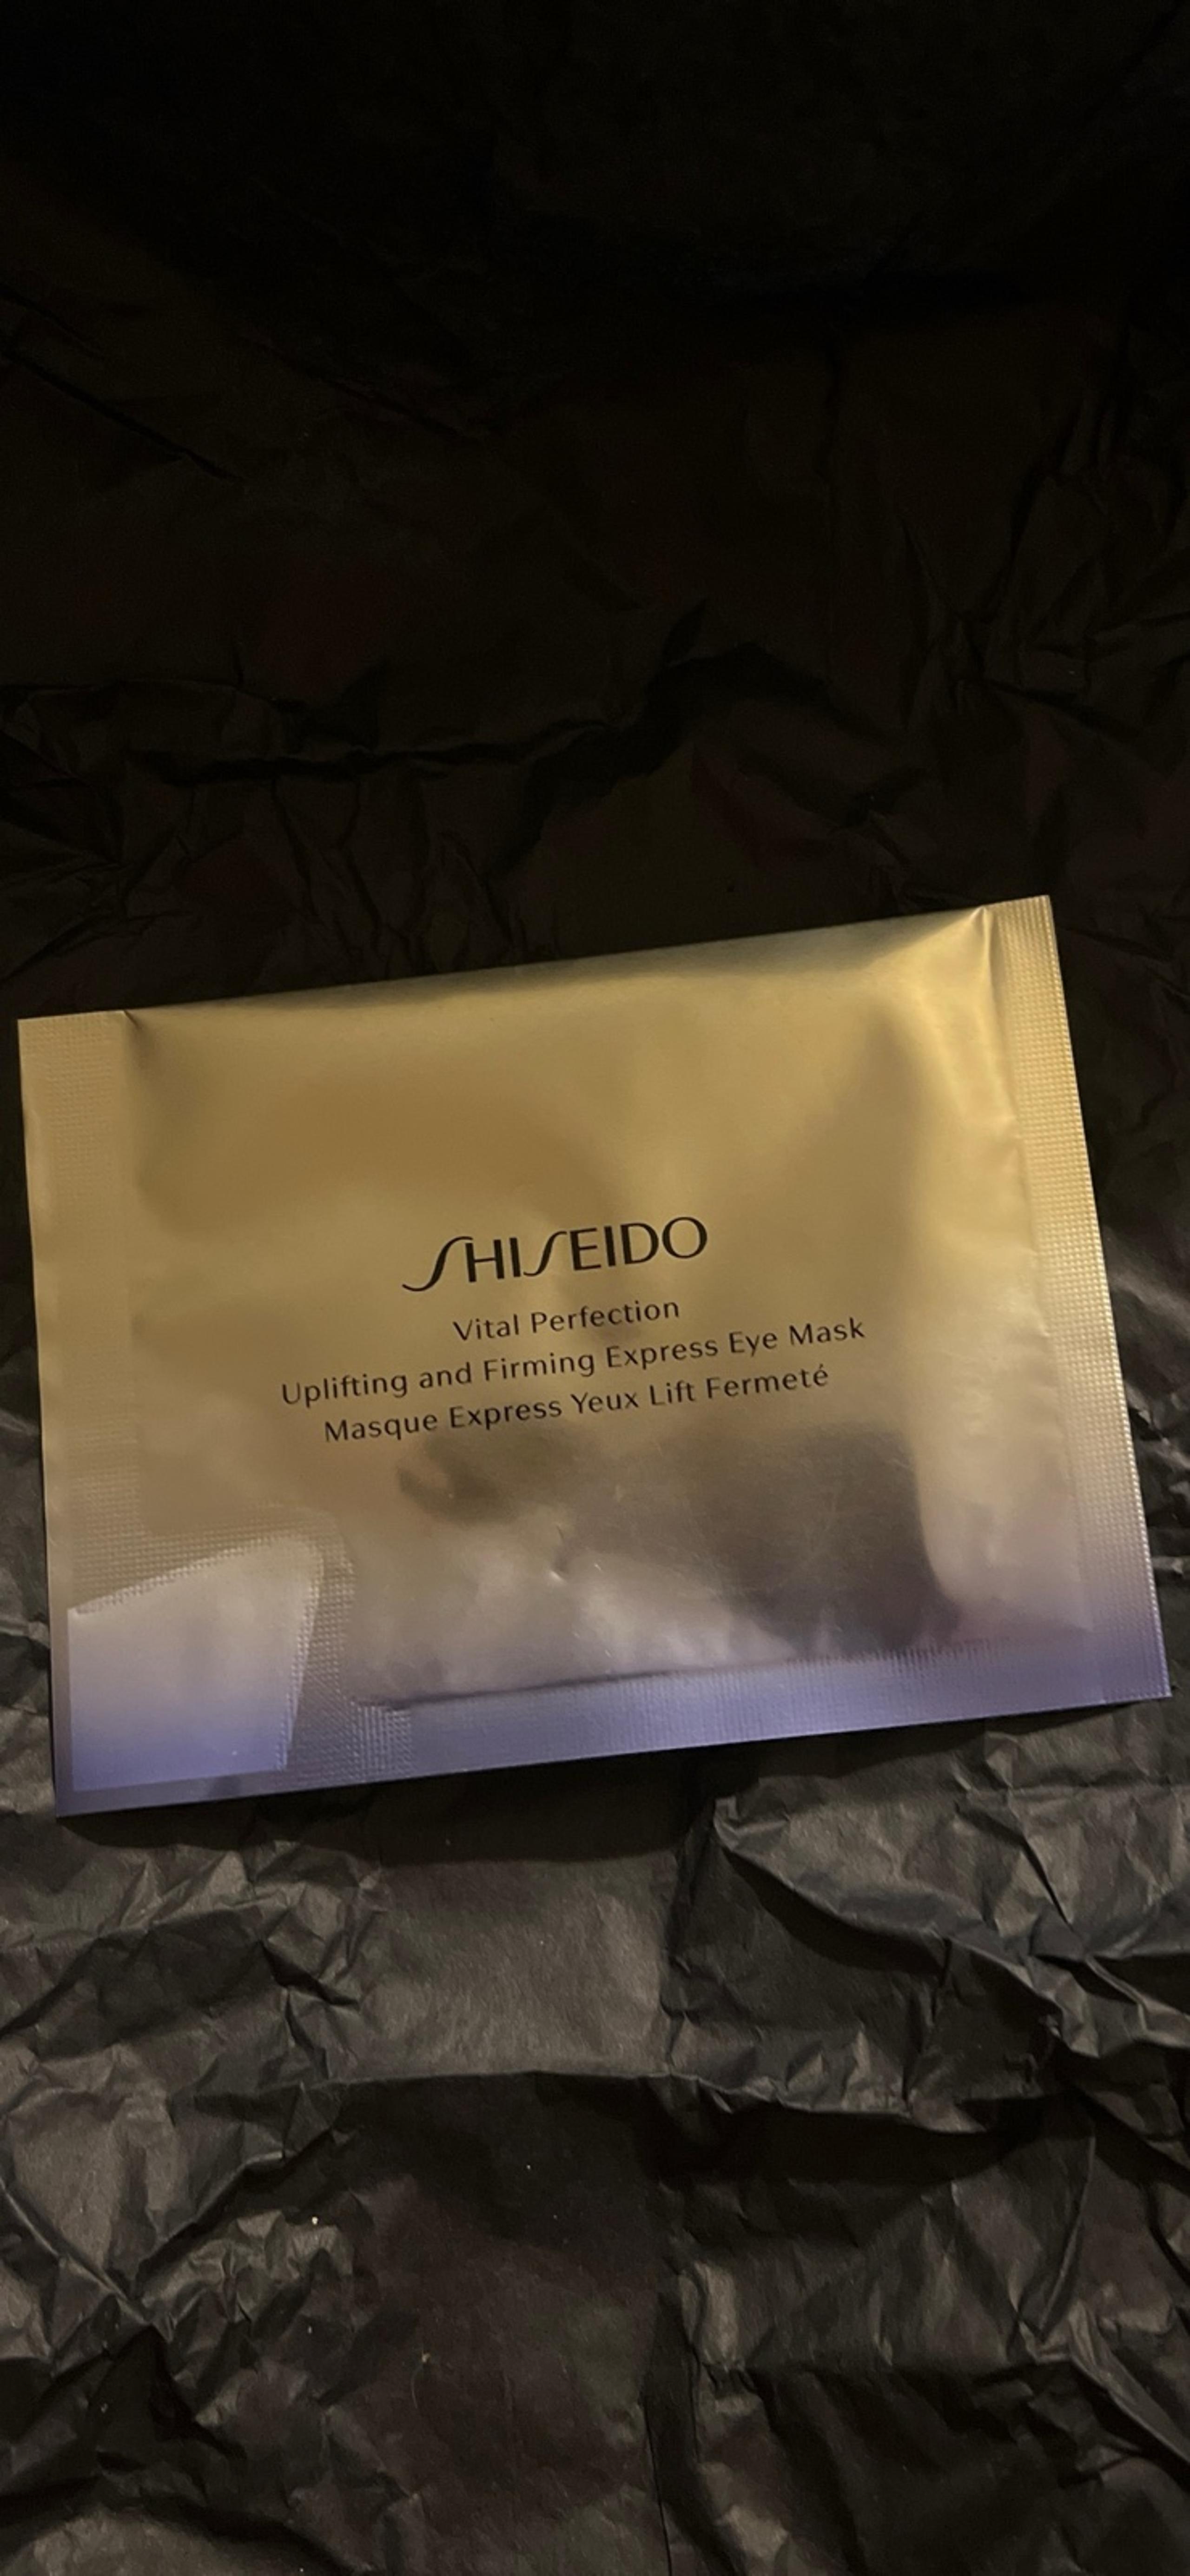 SHISEIDO
Vital Perfection
Uplifting and Firming Express Eye Mask
Masque Express Yeux Lift Fermeté